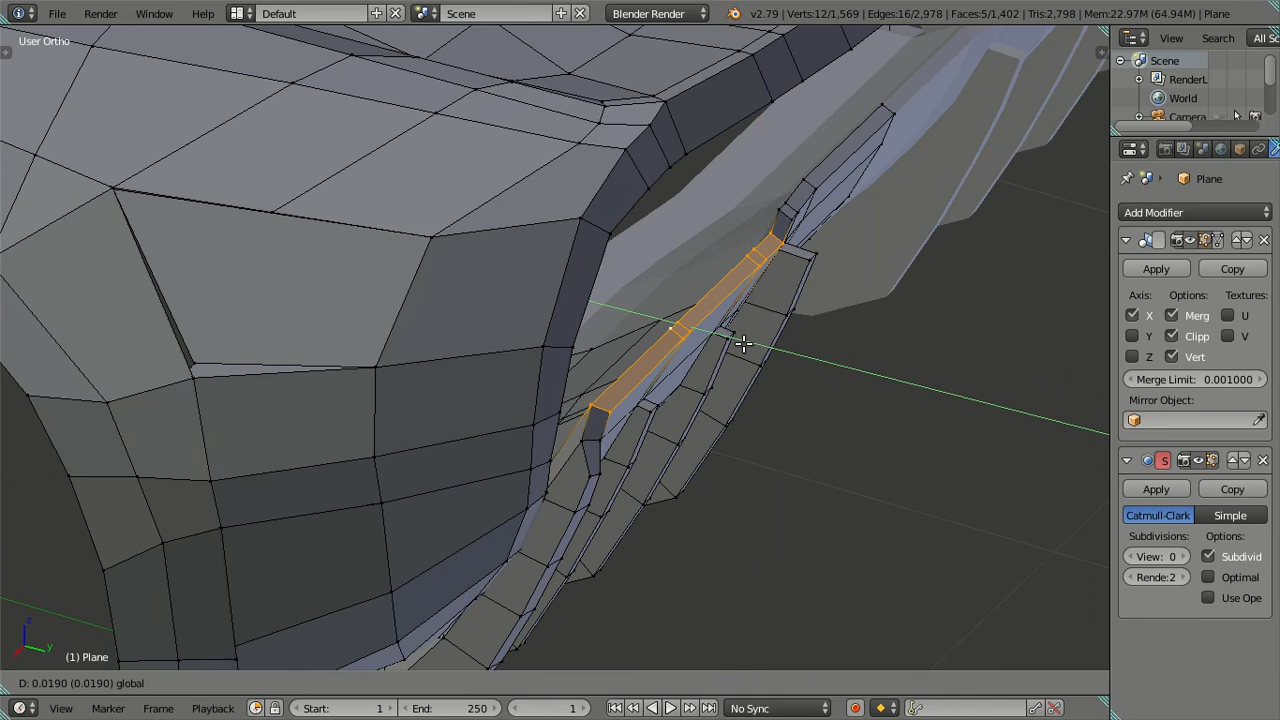 File Render Window Help Default Scene Blender Render v2.79 | Verts:12/1,569 | Edges:16/2,978 | Faces:5/1,402 | Tris:2,798 | Mem:22.97M (64.94M) | Plane
User Ortho
View Search All Sc
Scene
RenderL
World
Camera
Plane
Add Modifier
Apply Copy
Axis: Options: Textures:
X Merg U
Y Clipp V
Z Vert
Merge Limit: 0.001000
Mirror Object:
S
Apply Copy
Catmull-Clark Simple
Subdivisions: Options:
View: 0 Subdivid
Rende: 2 Optimal
Use Ope
z
y
(1) Plane
D: 0.0190 (0.0190) global
View Marker Frame Playback Start: 1 End: 250 1 No Sync